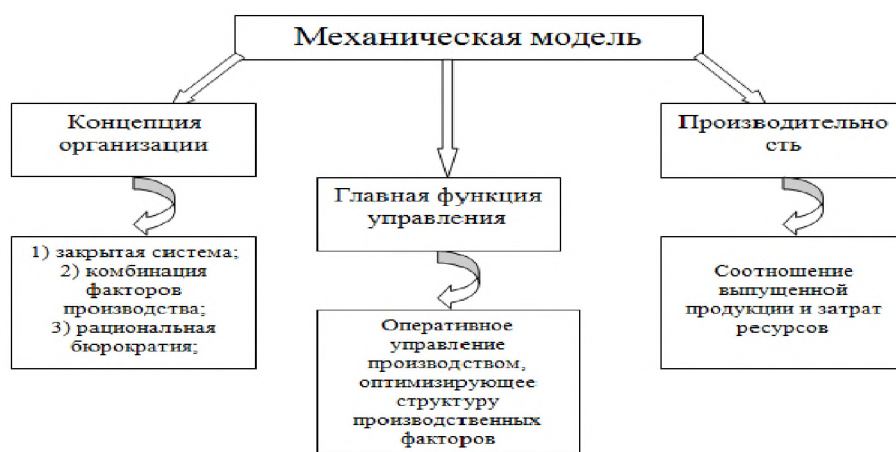 Механическая модель
Концепция
организации
1) закрытая система;
2) комбинация
факторов
производства;
3) рациональная
бюрократия;
Главная функция
управления
Оперативное
управление
производством,
оптимизирующее
структуру
производственных
факторов
Производительно
сть
Соотношение
выпущенной
продукции и затрат
ресурсов